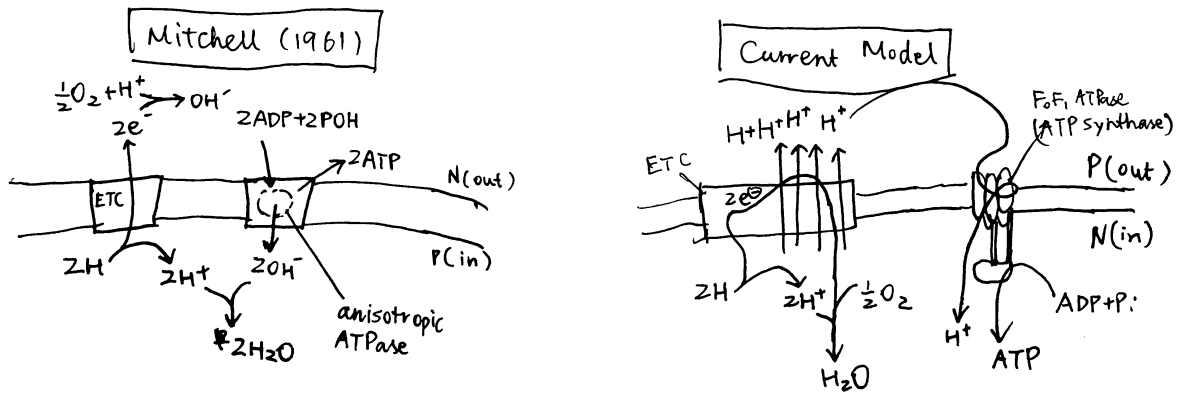 Mitchell (1961)
½O₂+H⁺ → OH⁻
2e⁻
2ADP+2POH
2ATP
N(out)
ETC
P(in)
2H
2H⁺
2OH⁻
2H₂O
anisotropic
ATPase
Current Model
H+H⁺H⁺ H⁺
F₀F₁ ATPase
(ATP synthase)
ETC
2e⊖
P(out)
N(in)
2H
2H⁺
½O₂
H₂O
H⁺
ADP+Pi
ATP